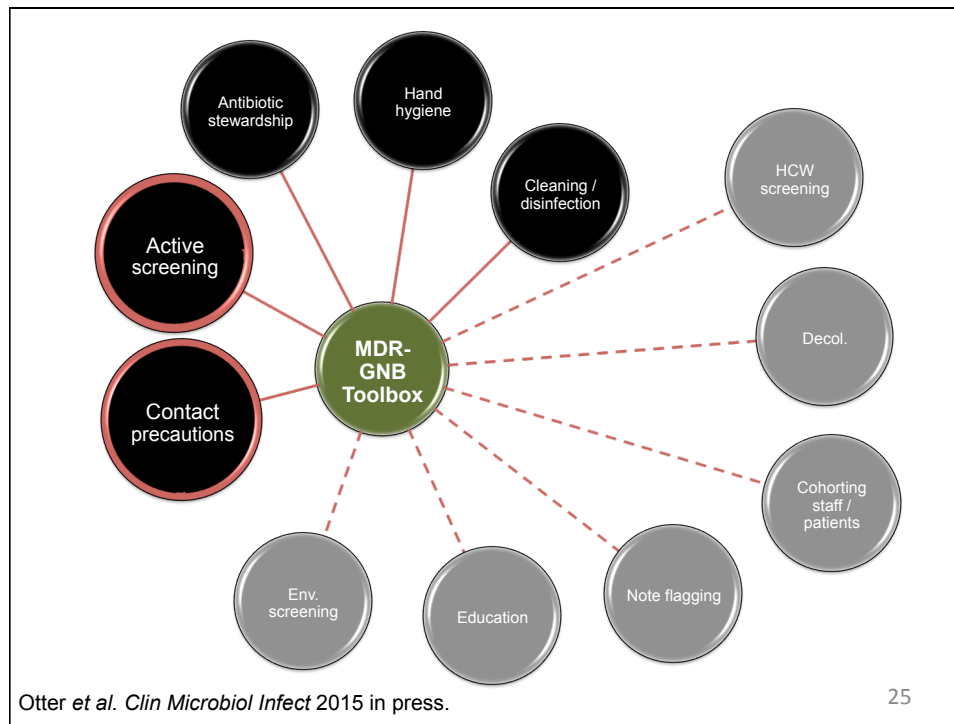 Antibiotic
stewardship
Hand
hygiene
Cleaning /
disinfection
HCW
screening
Active
screening
Decol.
MDR-
GNB
Toolbox
Contact
precautions
Cohorting
staff /
patients
Env.
screening
Education
Note flagging
Otter et al. Clin Microbiol Infect 2015 in press.
25